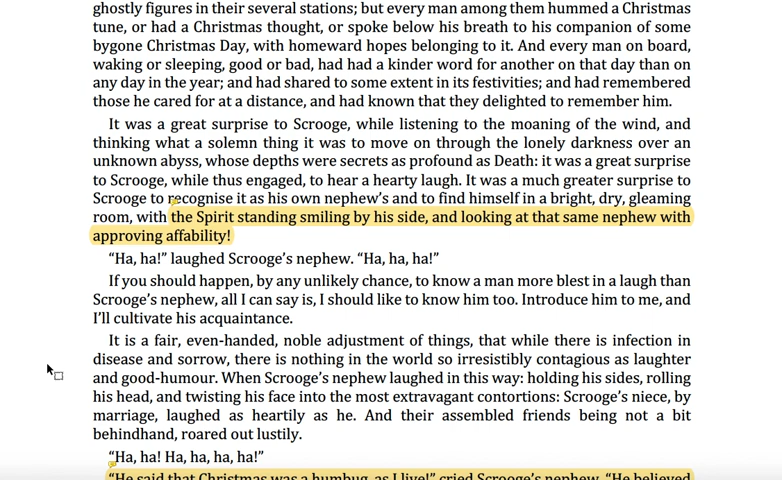 ghostly figures in their several stations; but every man among them hummed a Christmas
tune, or had a Christmas thought, or spoke below his breath to his companion of some
bygone Christmas Day, with homeward hopes belonging to it. And every man on board,
waking or sleeping, good or bad, had had a kinder word for another on that day than on
any day in the year; and had shared to some extent in its festivities; and had remembered
those he cared for at a distance, and had known that they delighted to remember him.
It was a great surprise to Scrooge, while listening to the moaning of the wind, and
thinking what a solemn thing it was to move on through the lonely darkness over an
unknown abyss, whose depths were secrets as profound as Death: it was a great surprise
to Scrooge, while thus engaged, to hear a hearty laugh. It was a much greater surprise to
Scrooge to recognise it as his own nephew’s and to find himself in a bright, dry, gleaming
room, with the Spirit standing smiling by his side, and looking at that same nephew with
approving affability!
“Ha, ha!” laughed Scrooge’s nephew. “Ha, ha, ha!”
If you should happen, by any unlikely chance, to know a man more blest in a laugh than
Scrooge’s nephew, all I can say is, I should like to know him too. Introduce him to me, and
I’ll cultivate his acquaintance.
It is a fair, even-handed, noble adjustment of things, that while there is infection in
disease and sorrow, there is nothing in the world so irresistibly contagious as laughter
and good-humour. When Scrooge’s nephew laughed in this way: holding his sides, rolling
his head, and twisting his face into the most extravagant contortions: Scrooge’s niece, by
marriage, laughed as heartily as he. And their assembled friends being not a bit
behindhand, roared out lustily.
“Ha, ha! Ha, ha, ha, ha!”
“He said that Christmas was a humbug, as I live!” cried Scrooge’s nephew. “He believed